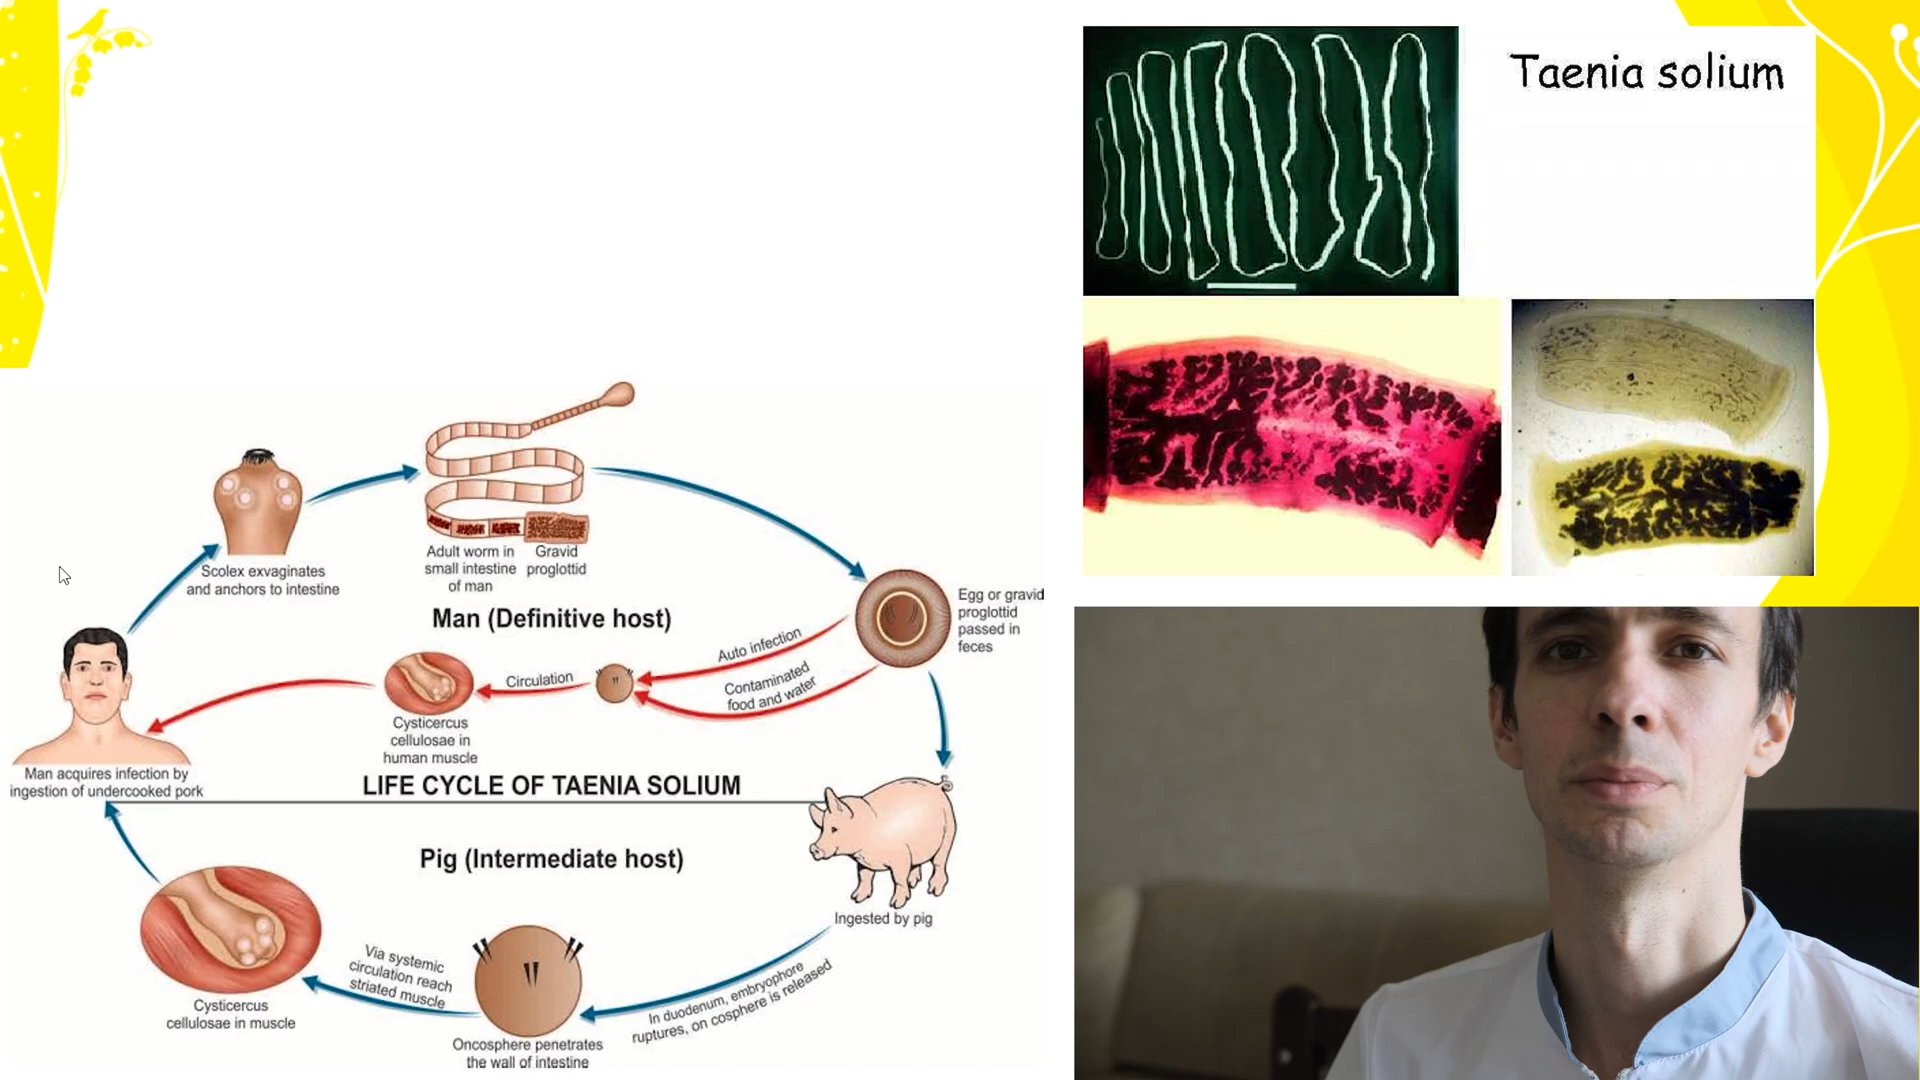 Taenia solium
Scolex exvaginates
and anchors to intestine
Adult worm in
small intestine
of man
Gravid
proglottid
Egg or gravid
proglottid
passed in
feces
Man (Definitive host)
Auto infection
Contaminated
food and water
Circulation
Cysticercus
cellulosae in
human muscle
Man acquires infection by
ingestion of undercooked pork
LIFE CYCLE OF TAENIA SOLIUM
Pig (Intermediate host)
Ingested by pig
In duodenum, embryophore
ruptures, on cosphere is released
Oncosphere penetrates
the wall of intestine
Via systemic
circulation reach
striated muscle
Cysticercus
cellulosae in muscle